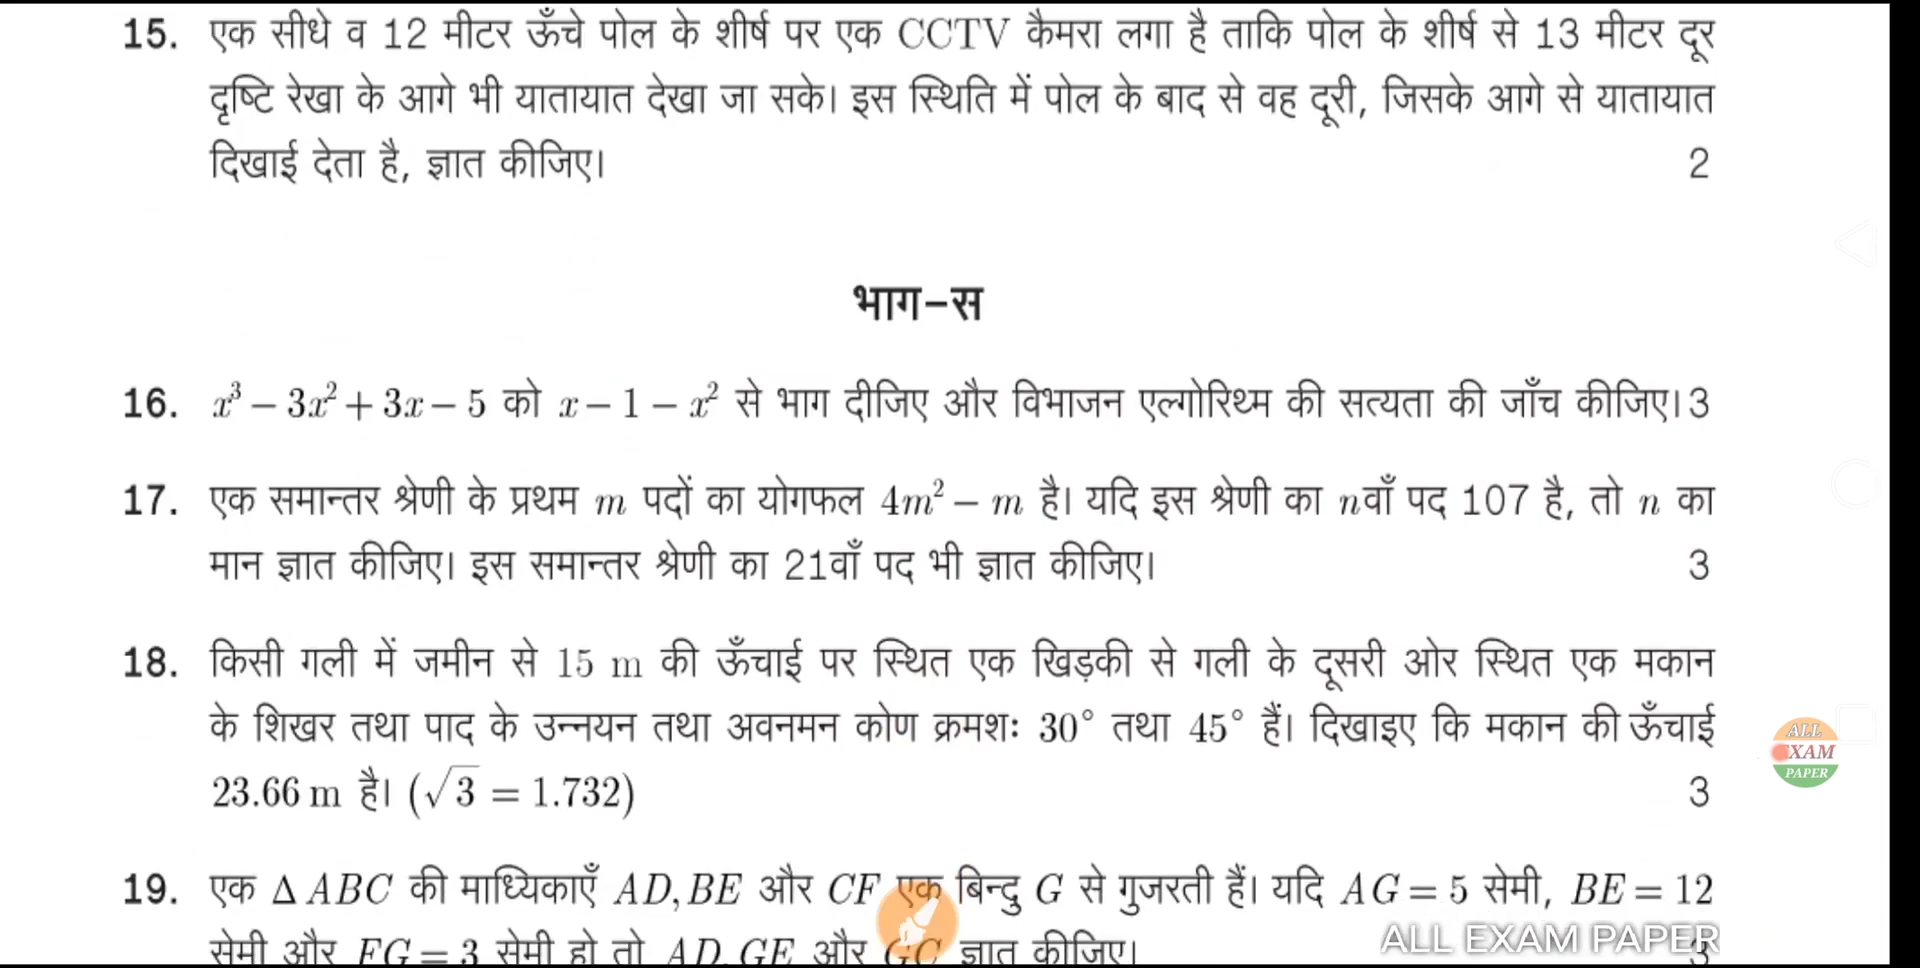 15. एक सीधे व 12 मीटर ऊँचे पोल के शीर्ष पर एक CCTV कैमरा लगा है ताकि पोल के शीर्ष से 13 मीटर दूर
दृष्टि रेखा के आगे भी यातायात देखा जा सके। इस स्थिति में पोल के बाद से वह दूरी, जिसके आगे से यातायात
दिखाई देता है, ज्ञात कीजिए। 2
भाग–स
16. x³ − 3x² + 3x − 5 को x − 1 − x² से भाग दीजिए और विभाजन एल्गोरिथ्म की सत्यता की जाँच कीजिए। 3
17. एक समान्तर श्रेणी के प्रथम m पदों का योगफल 4m² − m है। यदि इस श्रेणी का nवाँ पद 107 है, तो n का
मान ज्ञात कीजिए। इस समान्तर श्रेणी का 21वाँ पद भी ज्ञात कीजिए। 3
18. किसी गली में जमीन से 15 m की ऊँचाई पर स्थित एक खिड़की से गली के दूसरी ओर स्थित एक मकान
के शिखर तथा पाद के उन्नयन तथा अवनमन कोण क्रमशः 30° तथा 45° हैं। दिखाइए कि मकान की ऊँचाई
23.66 m है। (√3 = 1.732) 3
ALL
EXAM
PAPER
19. एक Δ ABC की माध्यिकाएँ AD, BE और CF एक बिन्दु G से गुजरती हैं। यदि AG = 5 सेमी, BE = 12
सेमी और FG = 3 सेमी हो तो AD, GE और GC ज्ञात कीजिए। 3
ALL EXAM PAPER